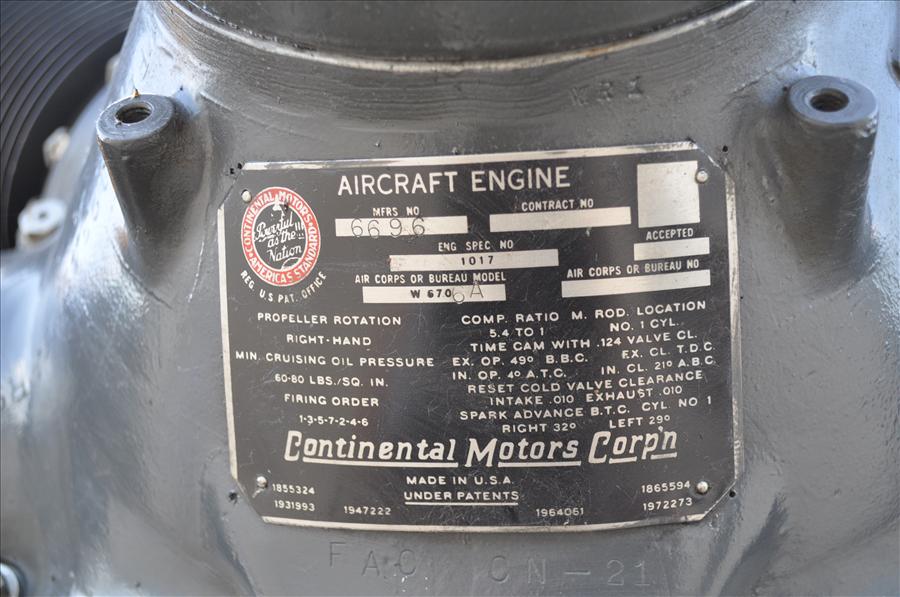 WR1
AIRCRAFT ENGINE
CONTINENTAL MOTORS
Powerful
as the
Nation
AMERICA'S STANDARD
REG. U.S. PAT. OFFICE
MFRS NO
6696
CONTRACT NO
ENG SPEC. NO
1017
ACCEPTED
AIR CORPS OR BUREAU MODEL
W 670 6A
AIR CORPS OR BUREAU NO
PROPELLER ROTATION
RIGHT-HAND
MIN. CRUISING OIL PRESSURE
60-80 LBS./SQ. IN.
FIRING ORDER
1-3-5-7-2-4-6
COMP. RATIO M. ROD. LOCATION
5.4 TO 1 NO. 1 CYL.
TIME CAM WITH .124 VALVE CL.
EX. OP. 49° B.B.C. EX. CL. T.D.C.
IN. OP. 4° A.T.C. IN. CL. 21° A.B.C.
RESET COLD VALVE CLEARANCE
INTAKE .010 EXHAUST .010
SPARK ADVANCE B.T.C. CYL. NO 1
RIGHT 32° LEFT 29°
Continental Motors Corp'n
MADE IN U.S.A.
UNDER PATENTS
1855324 1865594
1931993 1947222 1964061 1972273
FAC CN-21